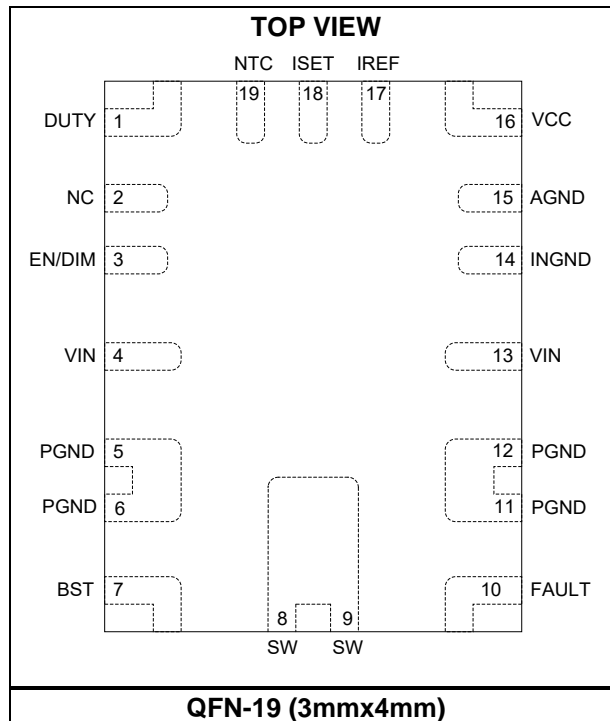 TOP VIEW
NTC ISET IREF
19 18 17
DUTY 1 16 VCC
NC 2 15 AGND
EN/DIM 3 14 INGND
VIN 4 13 VIN
PGND 5 12 PGND
PGND 6 11 PGND
BST 7 10 FAULT
8 9
SW SW
QFN-19 (3mmx4mm)